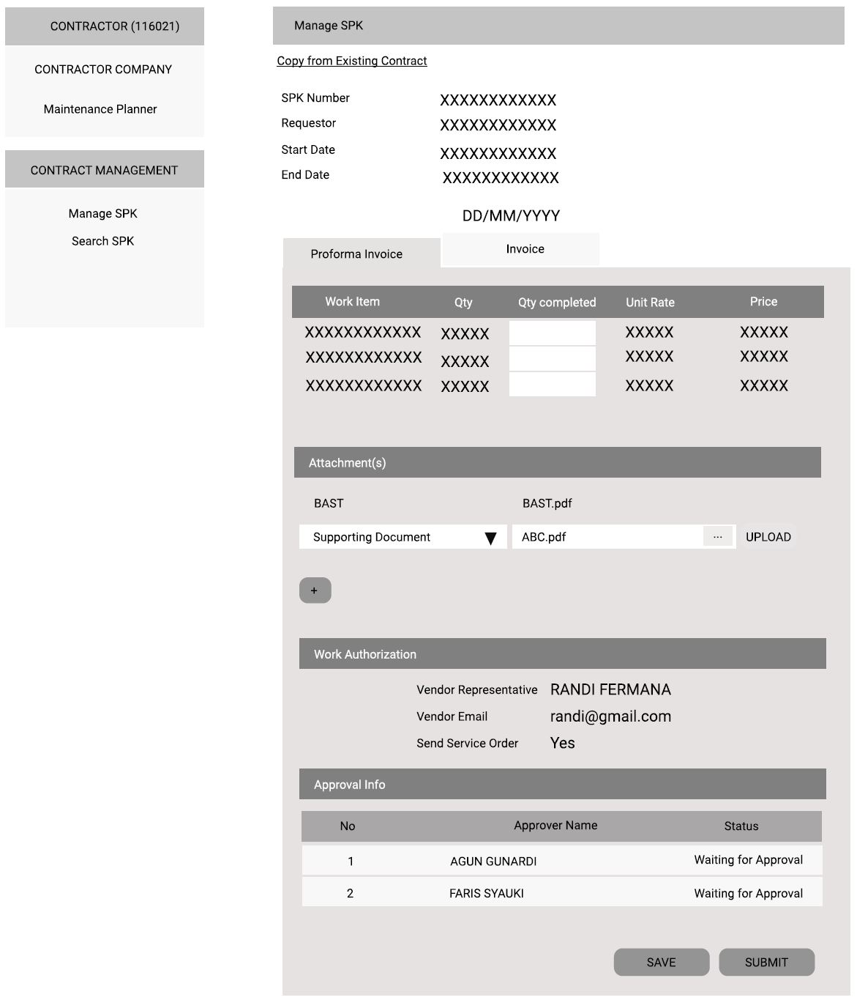 CONTRACTOR (116021)
CONTRACTOR COMPANY
Maintenance Planner
CONTRACT MANAGEMENT
Manage SPK
Search SPK
Manage SPK
Copy from Existing Contract
SPK Number XXXXXXXXXXXX
Requestor XXXXXXXXXXXX
Start Date XXXXXXXXXXXX
End Date XXXXXXXXXXXX
DD/MM/YYYY
Proforma Invoice Invoice
Work Item Qty Qty completed Unit Rate Price
XXXXXXXXXXXX XXXXX XXXXX XXXXX
XXXXXXXXXXXX XXXXX XXXXX XXXXX
XXXXXXXXXXXX XXXXX XXXXX XXXXX
Attachment(s)
BAST BAST.pdf
Supporting Document ▼ ABC.pdf ... UPLOAD
+
Work Authorization
Vendor Representative RANDI FERMANA
Vendor Email randi@gmail.com
Send Service Order Yes
Approval Info
No Approver Name Status
1 AGUN GUNARDI Waiting for Approval
2 FARIS SYAUKI Waiting for Approval
SAVE SUBMIT